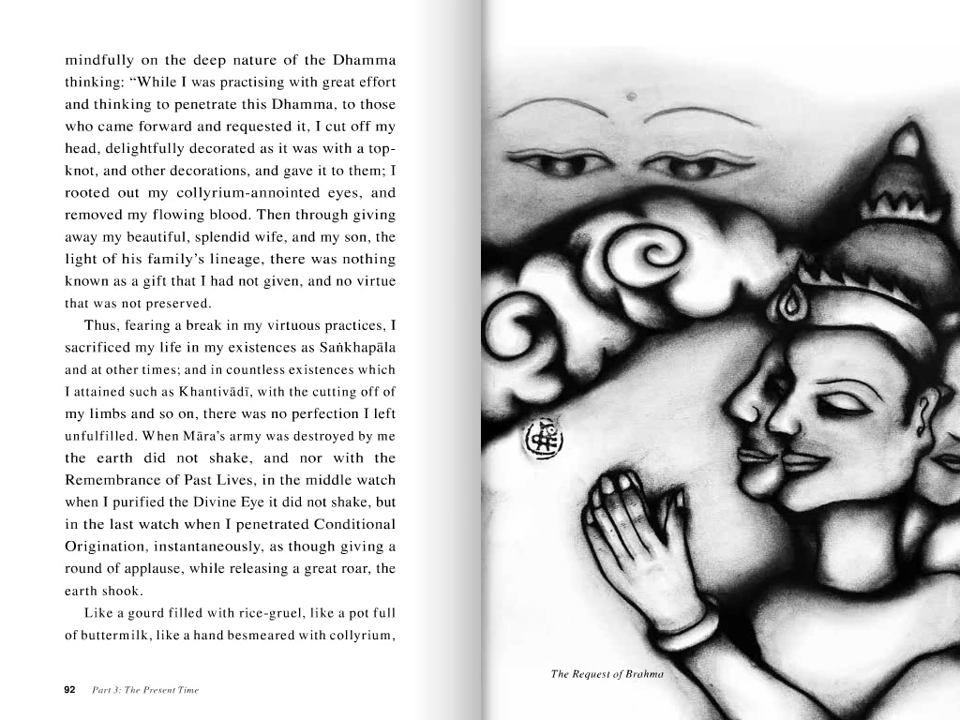 mindfully on the deep nature of the Dhamma
thinking: “While I was practising with great effort
and thinking to penetrate this Dhamma, to those
who came forward and requested it, I cut off my
head, delightfully decorated as it was with a top-
knot, and other decorations, and gave it to them; I
rooted out my collyrium-annointed eyes, and
removed my flowing blood. Then through giving
away my beautiful, splendid wife, and my son, the
light of his family’s lineage, there was nothing
known as a gift that I had not given, and no virtue
that was not preserved.
Thus, fearing a break in my virtuous practices, I
sacrificed my life in my existences as Saṅkhapāla
and at other times; and in countless existences which
I attained such as Khantivādī, with the cutting off of
my limbs and so on, there was no perfection I left
unfulfilled. When Māra’s army was destroyed by me
the earth did not shake, and nor with the
Remembrance of Past Lives, in the middle watch
when I purified the Divine Eye it did not shake, but
in the last watch when I penetrated Conditional
Origination, instantaneously, as though giving a
round of applause, while releasing a great roar, the
earth shook.
Like a gourd filled with rice-gruel, like a pot full
of buttermilk, like a hand besmeared with collyrium,
92 Part 3: The Present Time
The Request of Brahma